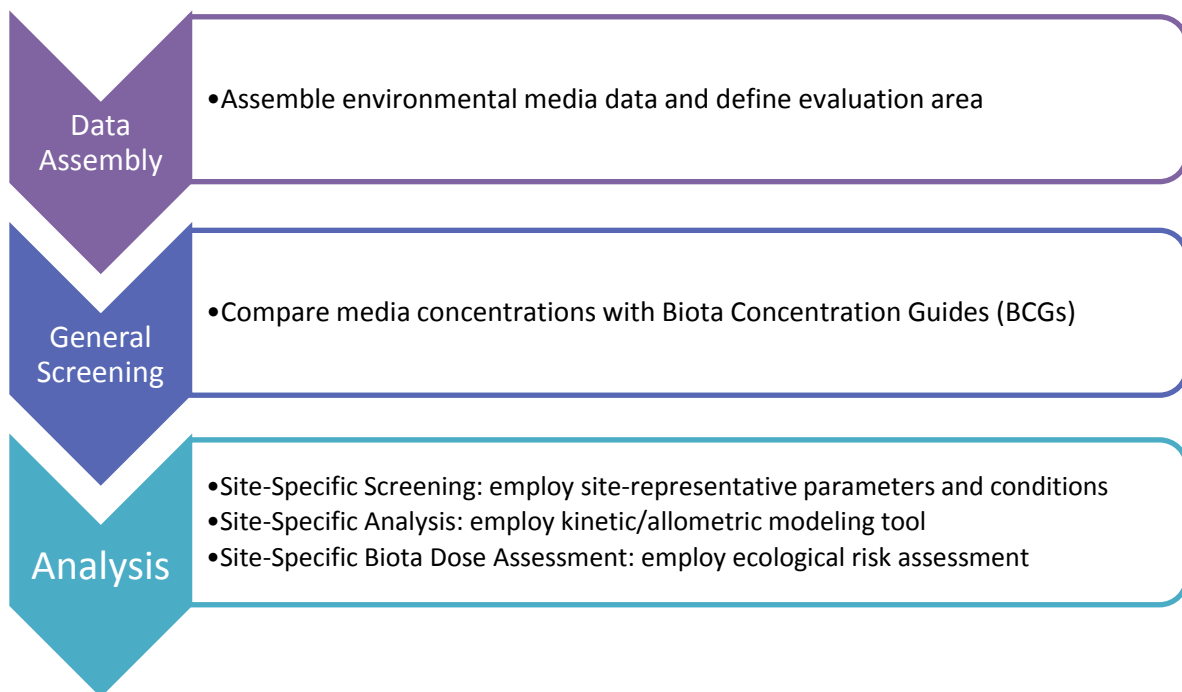 Data
Assembly
•Assemble environmental media data and define evaluation area
General
Screening
•Compare media concentrations with Biota Concentration Guides (BCGs)
Analysis
•Site-Specific Screening: employ site-representative parameters and conditions
•Site-Specific Analysis: employ kinetic/allometric modeling tool
•Site-Specific Biota Dose Assessment: employ ecological risk assessment